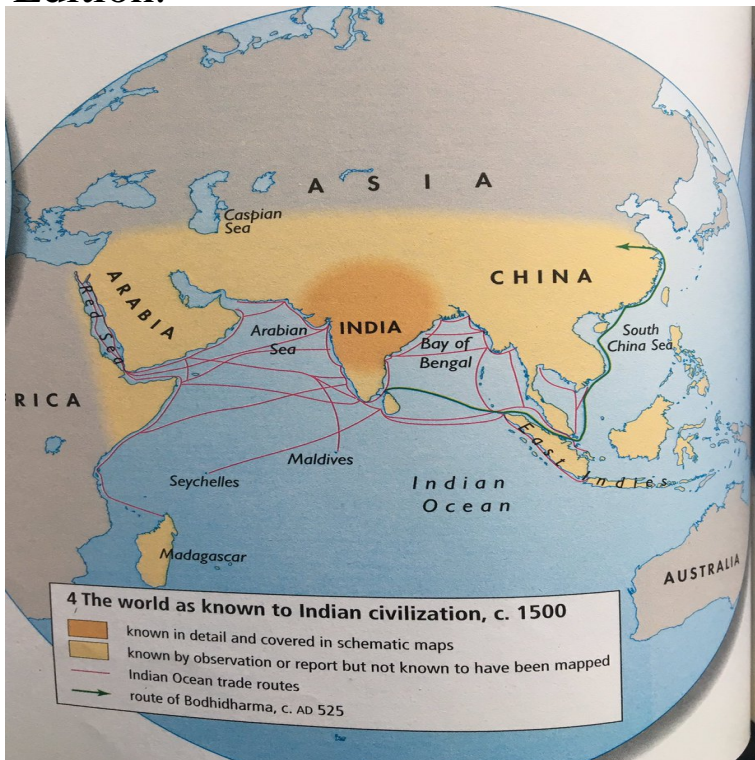 Edition.
A S I A
Caspian
Sea
ARABIA
Red Sea
CHINA
Arabian
Sea
INDIA
Bay of
Bengal
South
China Sea
RICA
East Indies
Maldives
Seychelles
Indian
Ocean
Madagascar
AUSTRALIA
4 The world as known to Indian civilization, c. 1500
known in detail and covered in schematic maps
known by observation or report but not known to have been mapped
Indian Ocean trade routes
route of Bodhidharma, c. AD 525